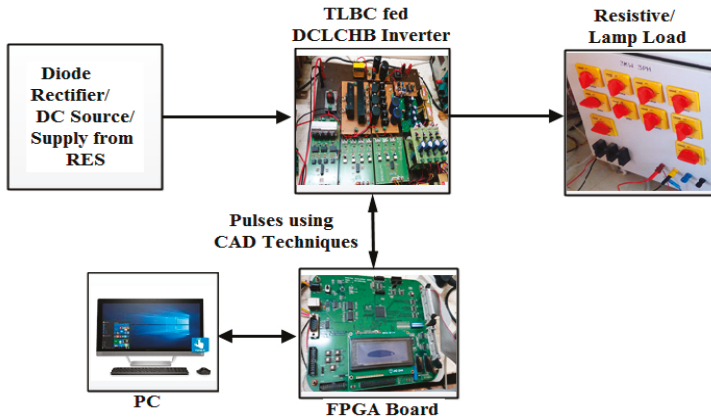 TLBC fed
DCLCHB Inverter
Resistive/
Lamp Load
Diode
Rectifier/
DC Source/
Supply from
RES
Pulses using
CAD Techniques
PC
FPGA Board